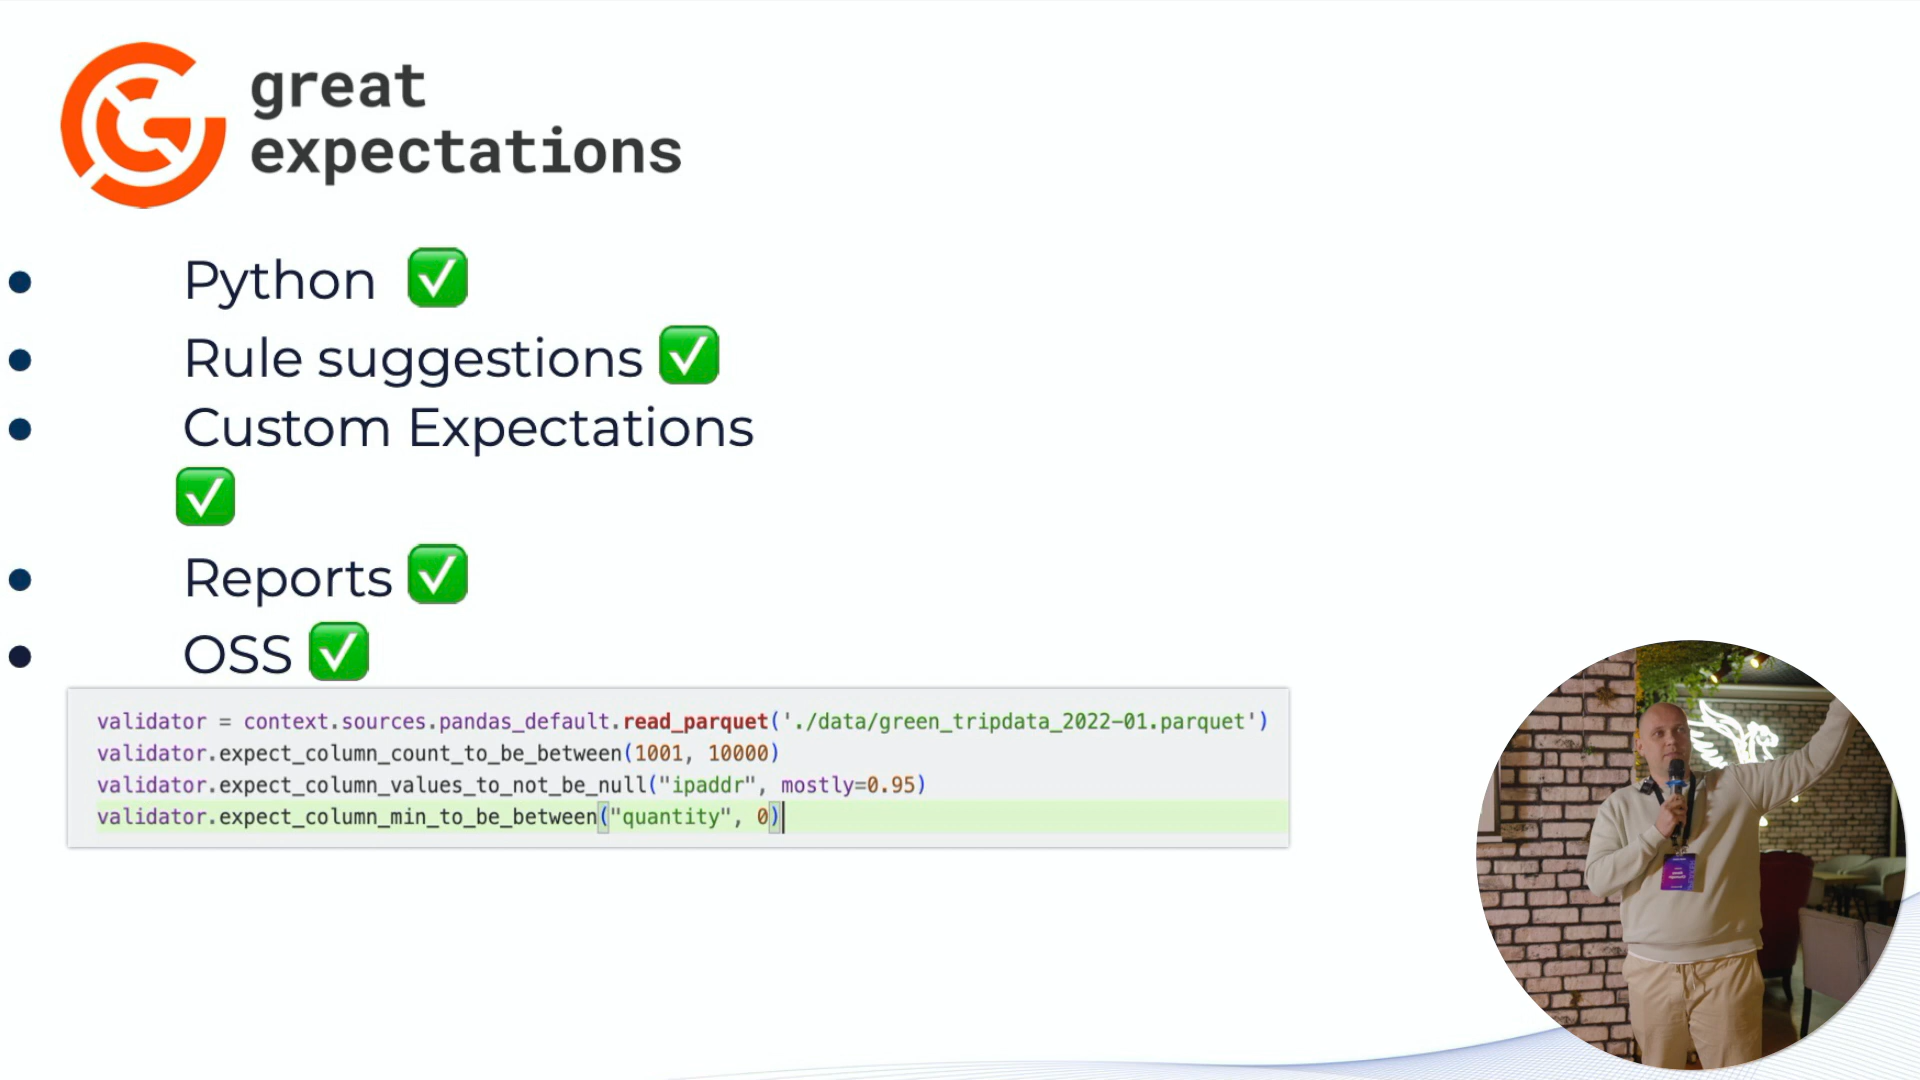 great
expectations
Python ✅
Rule suggestions ✅
Custom Expectations
✅
Reports ✅
OSS ✅
validator = context.sources.pandas_default.read_parquet('./data/green_tripdata_2022-01.parquet')
validator.expect_column_count_to_be_between(1001, 10000)
validator.expect_column_values_to_not_be_null("ipaddr", mostly=0.95)
validator.expect_column_min_to_be_between("quantity", 0)